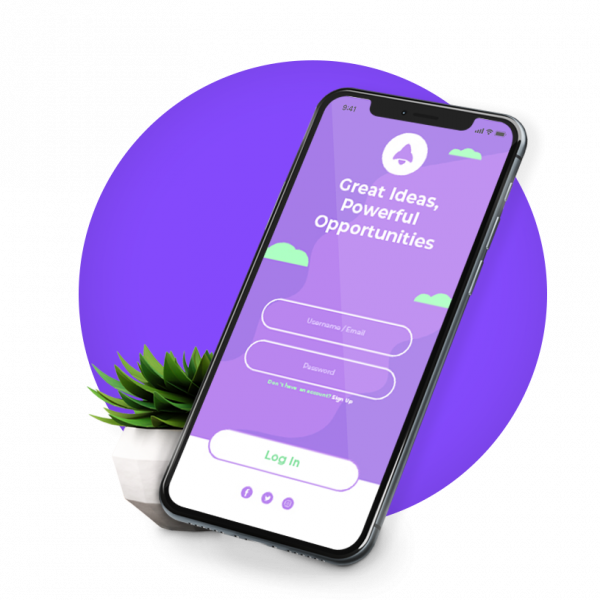 9:41
Great Ideas,
Powerful
Opportunities
Username / Email
Password
Don't have an account? Sign Up
Log In